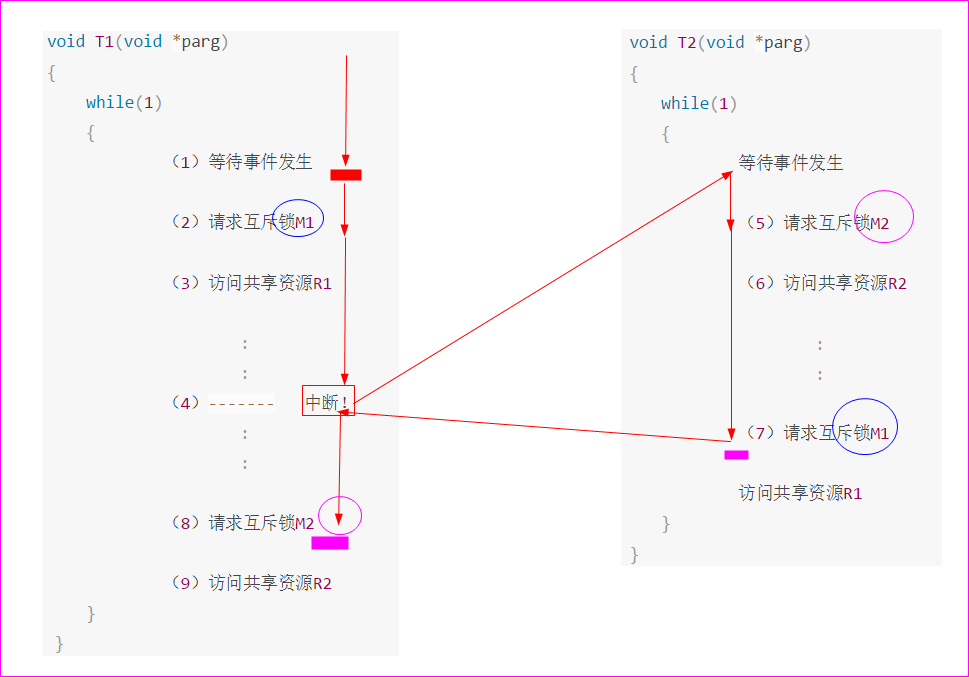 void T1(void *parg)
{
while(1)
{
（1）等待事件发生
（2）请求互斥锁M1
（3）访问共享资源R1
:
:
（4）-------
中断！
:
:
（8）请求互斥锁M2
（9）访问共享资源R2
}
}
void T2(void *parg)
{
while(1)
{
等待事件发生
（5）请求互斥锁M2
（6）访问共享资源R2
:
:
（7）请求互斥锁M1
访问共享资源R1
}
}